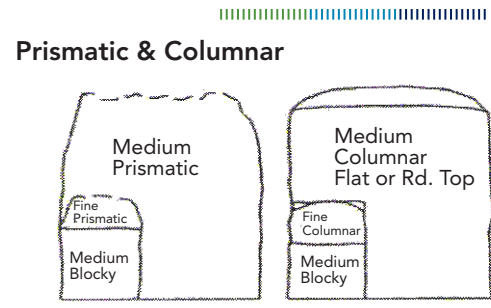 Prismatic & Columnar
Medium
Prismatic
Fine
Prismatic
Medium
Blocky
Medium
Columnar
Flat or Rd. Top
Fine
Columnar
Medium
Blocky